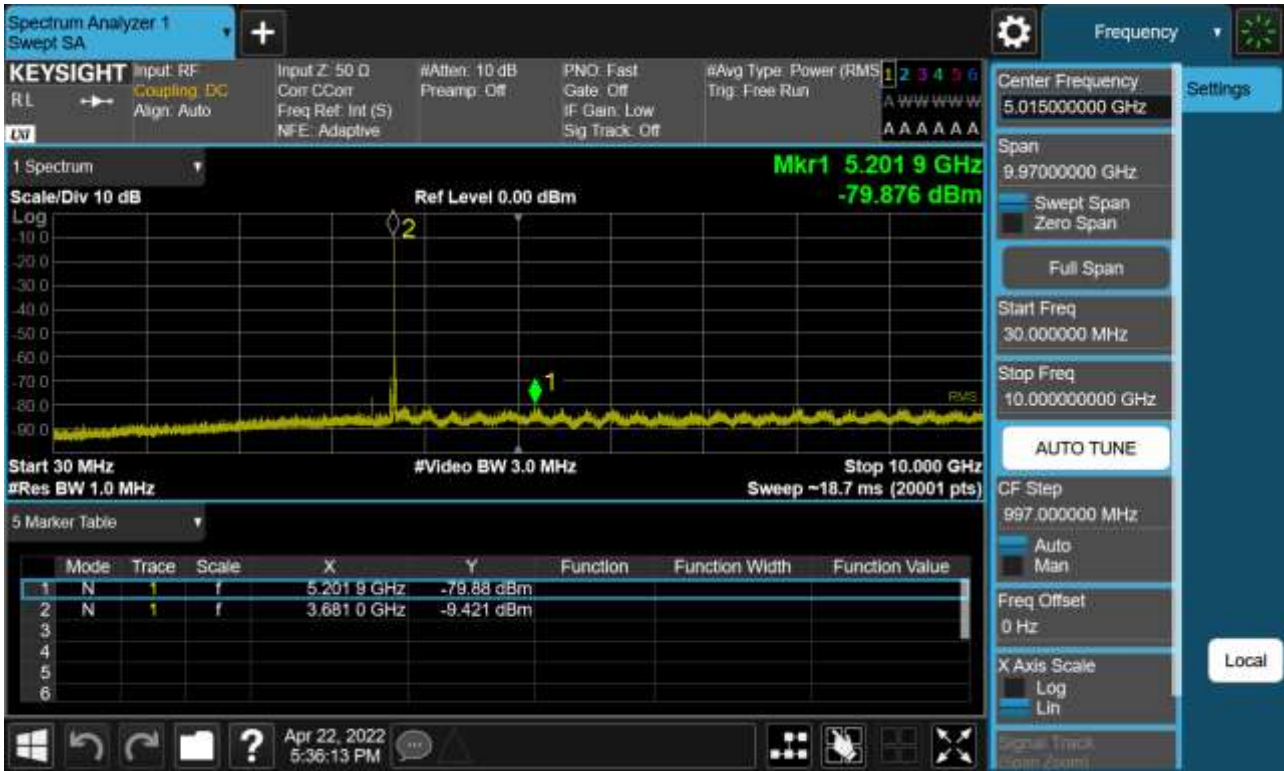 Spectrum Analyzer 1
Swept SA
+
Frequency
KEYSIGHT
RL
LXI
Input: RF
Coupling: DC
Align: Auto
Input Z: 50 Ω
Corr CCorr
Freq Ref: Int (S)
NFE: Adaptive
#Atten: 10 dB
Preamp: Off
PNO: Fast
Gate: Off
IF Gain: Low
Sig Track: Off
#Avg Type: Power (RMS
Trig: Free Run
1 2 3 4 5 6
A W W W W W
A A A A A A
1 Spectrum
Scale/Div 10 dB
Ref Level 0.00 dBm
Mkr1 5.201 9 GHz
-79.876 dBm
Log
-10.0
-20.0
-30.0
-40.0
-50.0
-60.0
-70.0
-80.0
-90.0
2
1
RMS
Start 30 MHz
#Video BW 3.0 MHz
Stop 10.000 GHz
#Res BW 1.0 MHz
Sweep ~18.7 ms (20001 pts)
5 Marker Table
Mode Trace Scale X Y Function Function Width Function Value
1 N 1 f 5.201 9 GHz -79.88 dBm
2 N 1 f 3.681 0 GHz -9.421 dBm
3
4
5
6
?
Apr 22, 2022
5:36:13 PM
Center Frequency
5.015000000 GHz
Settings
Span
9.97000000 GHz
Swept Span
Zero Span
Full Span
Start Freq
30.000000 MHz
Stop Freq
10.000000000 GHz
AUTO TUNE
CF Step
997.000000 MHz
Auto
Man
Freq Offset
0 Hz
X Axis Scale
Log
Lin
Local
Signal Track
(Span Zoom)